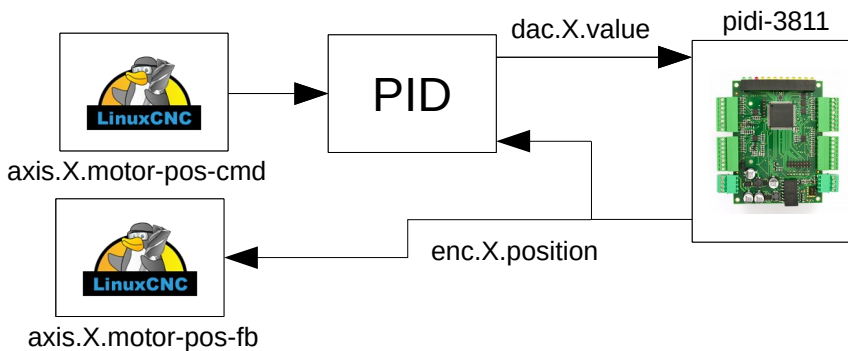 dac.X.value
pidi-3811
LinuxCNC
PID
axis.X.motor-pos-cmd
enc.X.position
LinuxCNC
axis.X.motor-pos-fb